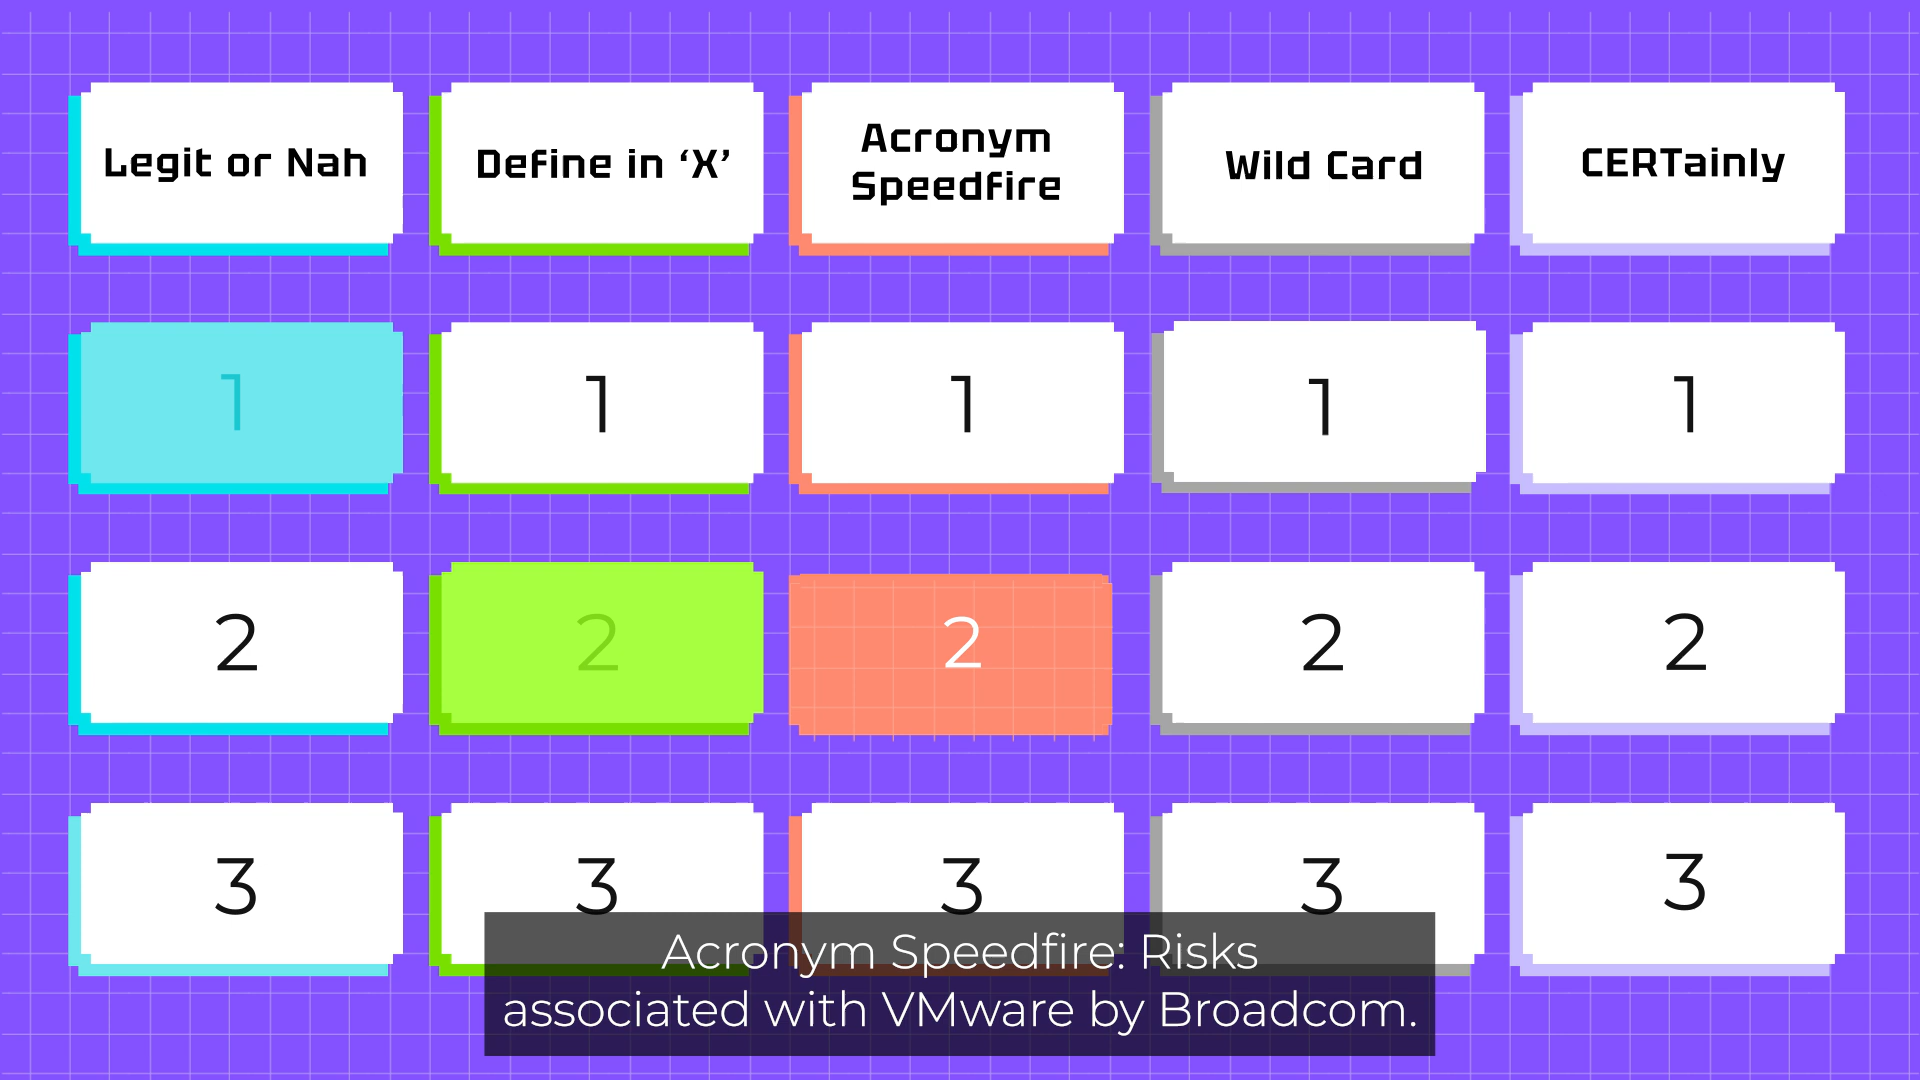 Legit or Nah
Define in ‘X’
Acronym
Speedfire
Wild Card
CERTainly
1
1
1
1
1
2
2
2
2
2
3
3
3
3
3
Acronym Speedfire: Risks
associated with VMware by Broadcom.